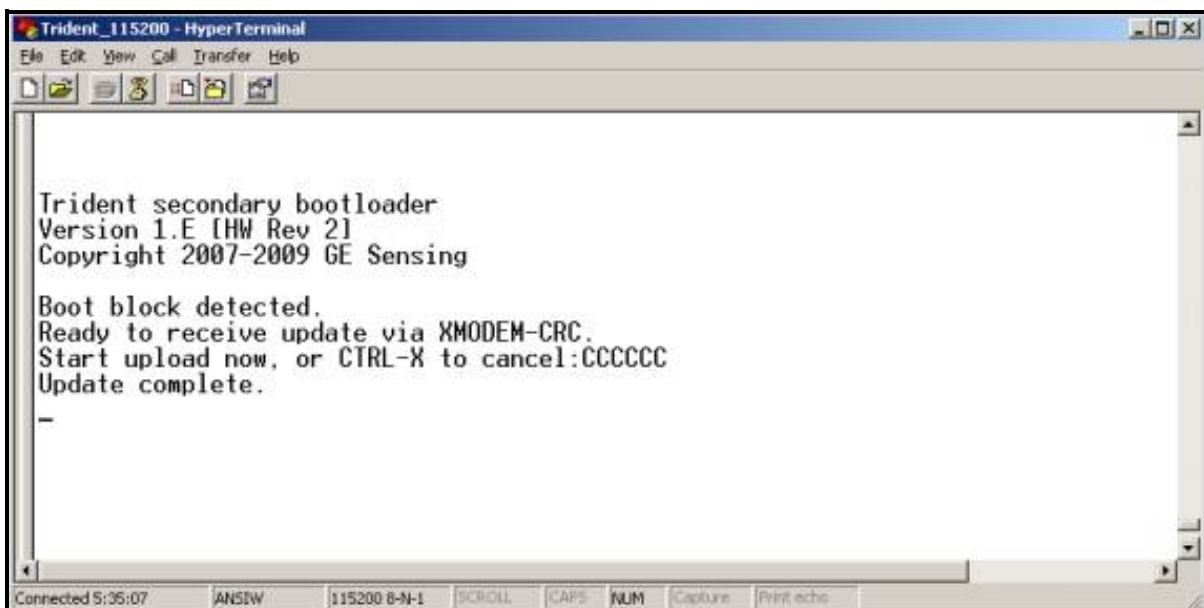 Trident_115200 - HyperTerminal
File Edit View Call Transfer Help
Trident secondary bootloader
Version 1.E [HW Rev 2]
Copyright 2007-2009 GE Sensing
Boot block detected.
Ready to receive update via XMODEM-CRC.
Start upload now, or CTRL-X to cancel:CCCCCC
Update complete.
Connected 5:35:07 ANSIW 115200 8-N-1 SCROLL CAPS NUM Capture Print echo